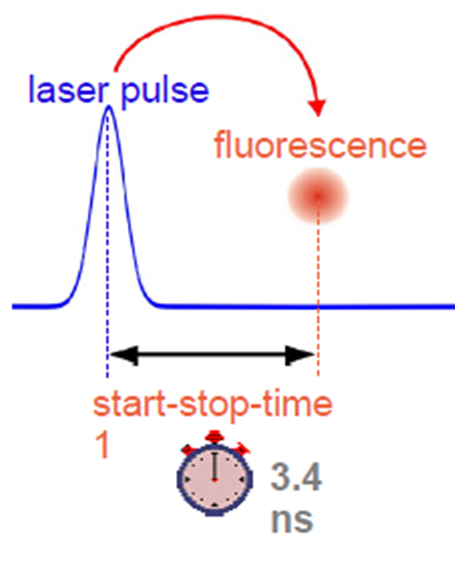 laser pulse
fluorescence
start-stop-time
1
3.4
ns